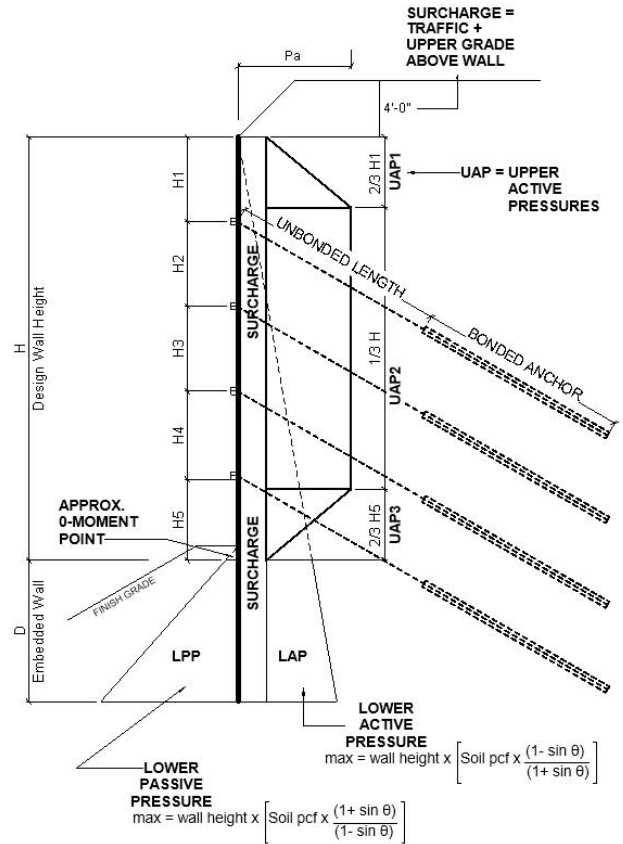 SURCHARGE =
TRAFFIC +
UPPER GRADE
ABOVE WALL
Pa
4'-0"
H1
2/3 H1
UAP1
UAP = UPPER
ACTIVE
PRESSURES
UNBONDED LENGTH
BONDED ANCHOR
H2
SURCHARGE
H
Design Wall Height
H3
1/3 H
UAP2
H4
APPROX.
0-MOMENT
POINT
H5
SURCHARGE
2/3 H5
UAP3
FINISH GRADE
D
Embedded Wall
LPP
LAP
LOWER
ACTIVE
PRESSURE
max = wall height x [Soil pcf x (1- sin θ)/(1+ sin θ)]
LOWER
PASSIVE
PRESSURE
max = wall height x [Soil pcf x (1+ sin θ)/(1- sin θ)]